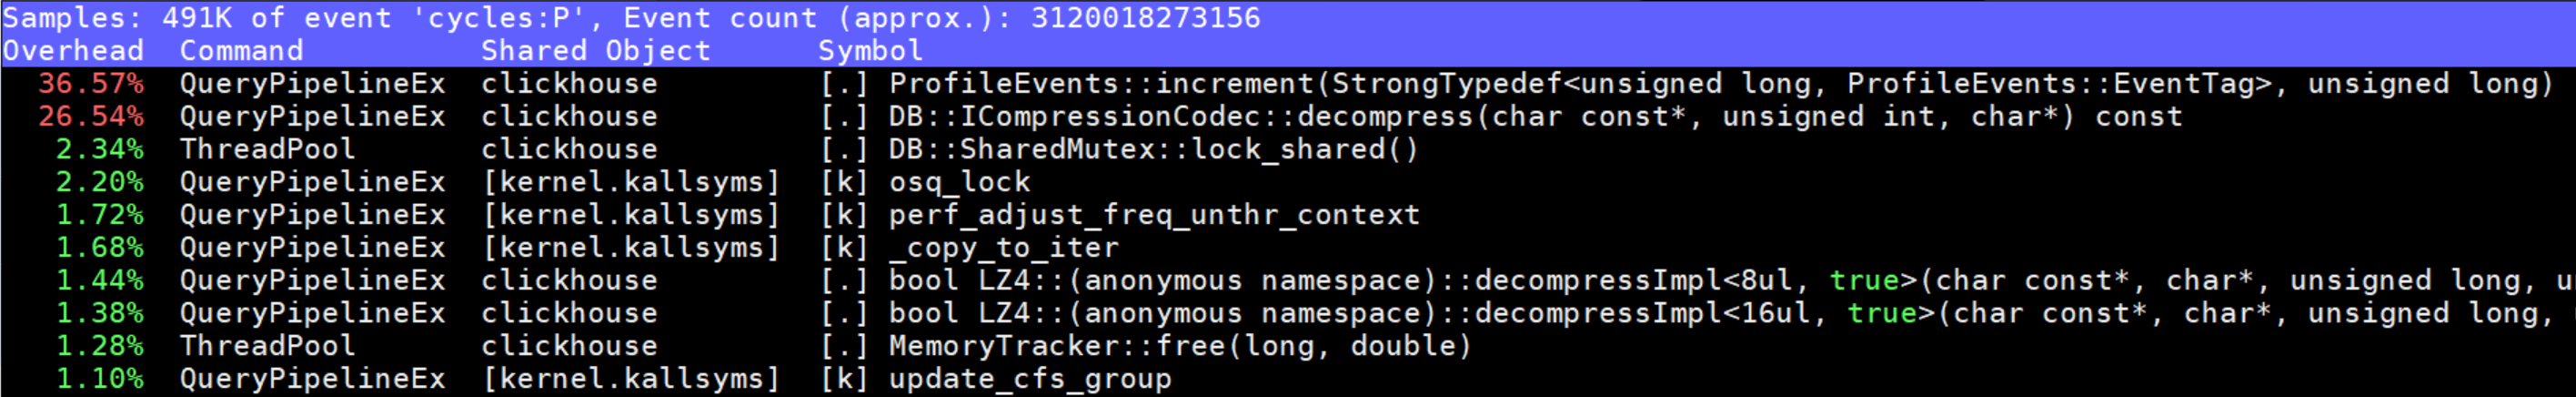 Samples: 491K of event 'cycles:P', Event count (approx.): 3120018273156
Overhead  Command       Shared Object      Symbol
36.57%  QueryPipelineEx  clickhouse         [.] ProfileEvents::increment(StrongTypedef<unsigned long, ProfileEvents::EventTag>, unsigned long)
26.54%  QueryPipelineEx  clickhouse         [.] DB::ICompressionCodec::decompress(char const*, unsigned int, char*) const
2.34%  ThreadPool       clickhouse         [.] DB::SharedMutex::lock_shared()
2.20%  QueryPipelineEx  [kernel.kallsyms]  [k] osq_lock
1.72%  QueryPipelineEx  [kernel.kallsyms]  [k] perf_adjust_freq_unthr_context
1.68%  QueryPipelineEx  [kernel.kallsyms]  [k] _copy_to_iter
1.44%  QueryPipelineEx  clickhouse         [.] bool LZ4::(anonymous namespace)::decompressImpl<8ul, true>(char const*, char*, unsigned long, u
1.38%  QueryPipelineEx  clickhouse         [.] bool LZ4::(anonymous namespace)::decompressImpl<16ul, true>(char const*, char*, unsigned long,
1.28%  ThreadPool       clickhouse         [.] MemoryTracker::free(long, double)
1.10%  QueryPipelineEx  [kernel.kallsyms]  [k] update_cfs_group